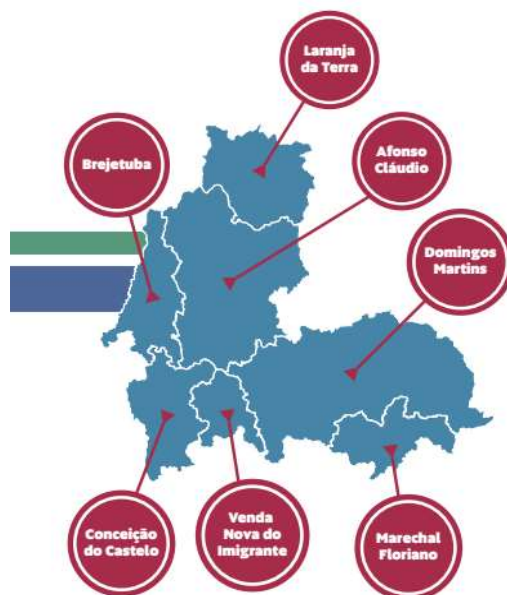 Laranja
da Terra
Brejetuba
Afonso
Cláudio
Domingos
Martins
Conceição
do Castelo
Venda
Nova do
Imigrante
Marechal
Floriano